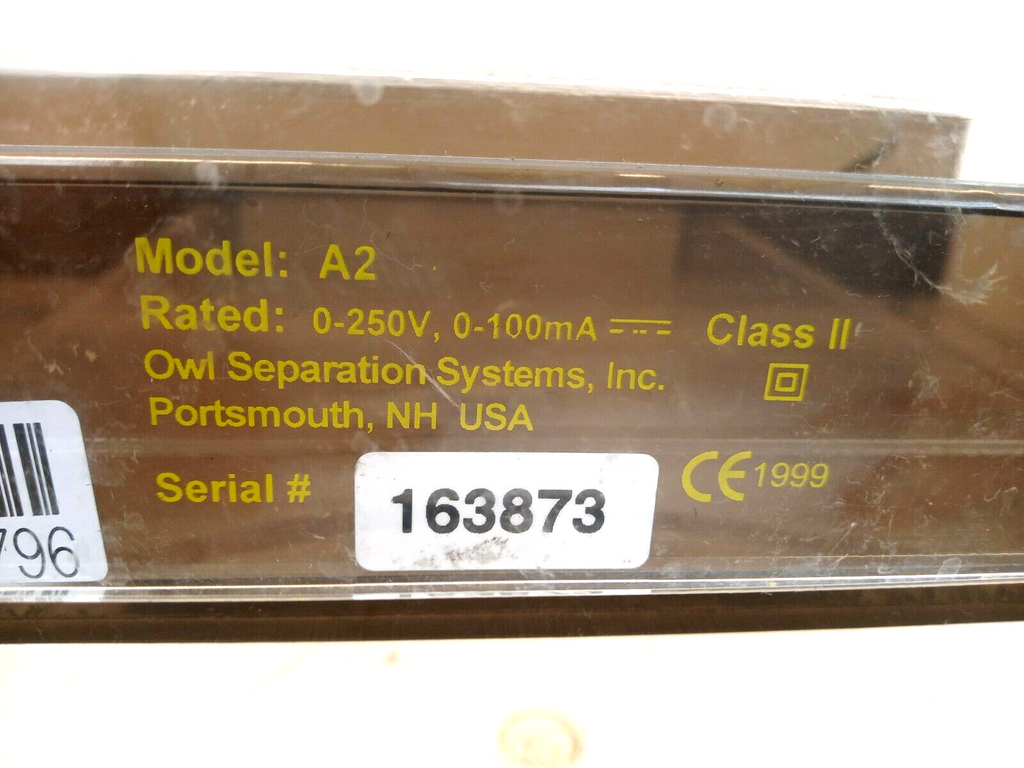 Model: A2
Rated: 0-250V, 0-100mA Class II
Owl Separation Systems, Inc.
Portsmouth, NH USA
Serial # 163873 CE 1999
796